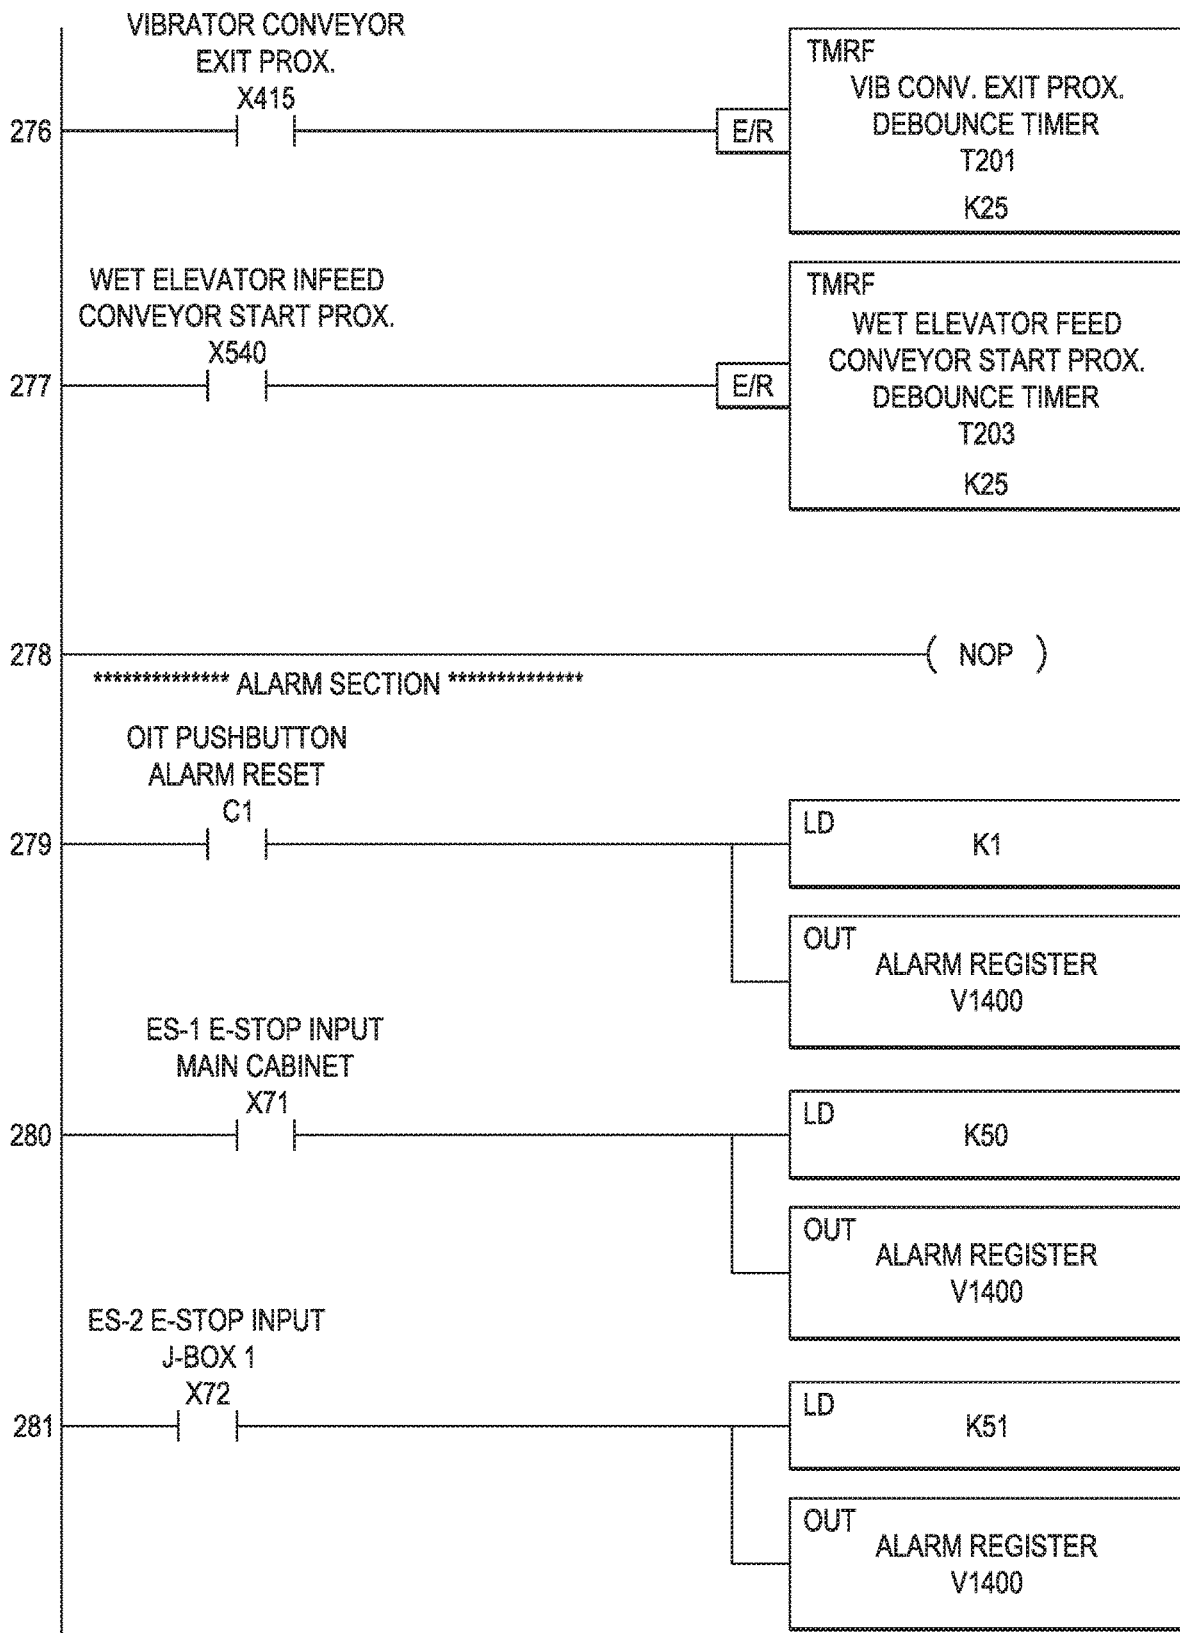 VIBRATOR CONVEYOR
EXIT PROX.
X415
276
E/R
TMRF
VIB CONV. EXIT PROX.
DEBOUNCE TIMER
T201
K25
WET ELEVATOR INFEED
CONVEYOR START PROX.
X540
277
E/R
TMRF
WET ELEVATOR FEED
CONVEYOR START PROX.
DEBOUNCE TIMER
T203
K25
278
( NOP )
************** ALARM SECTION **************
OIT PUSHBUTTON
ALARM RESET
C1
279
LD
K1
OUT
ALARM REGISTER
V1400
ES-1 E-STOP INPUT
MAIN CABINET
X71
280
LD
K50
OUT
ALARM REGISTER
V1400
ES-2 E-STOP INPUT
J-BOX 1
X72
281
LD
K51
OUT
ALARM REGISTER
V1400